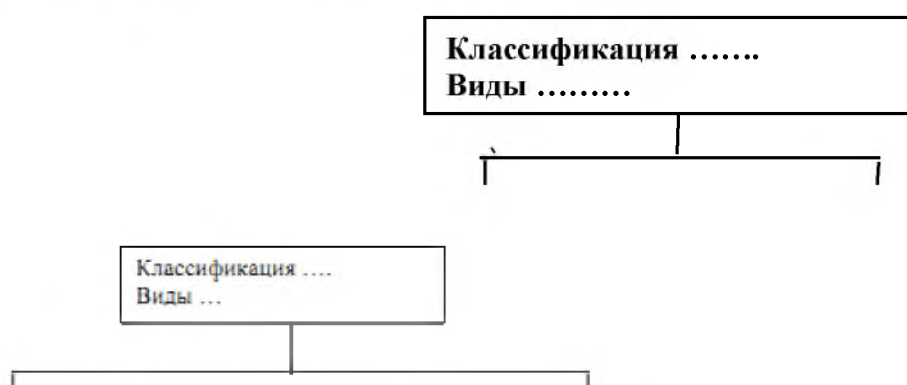 Классификация …….
Виды ………
Классификация ….
Виды …